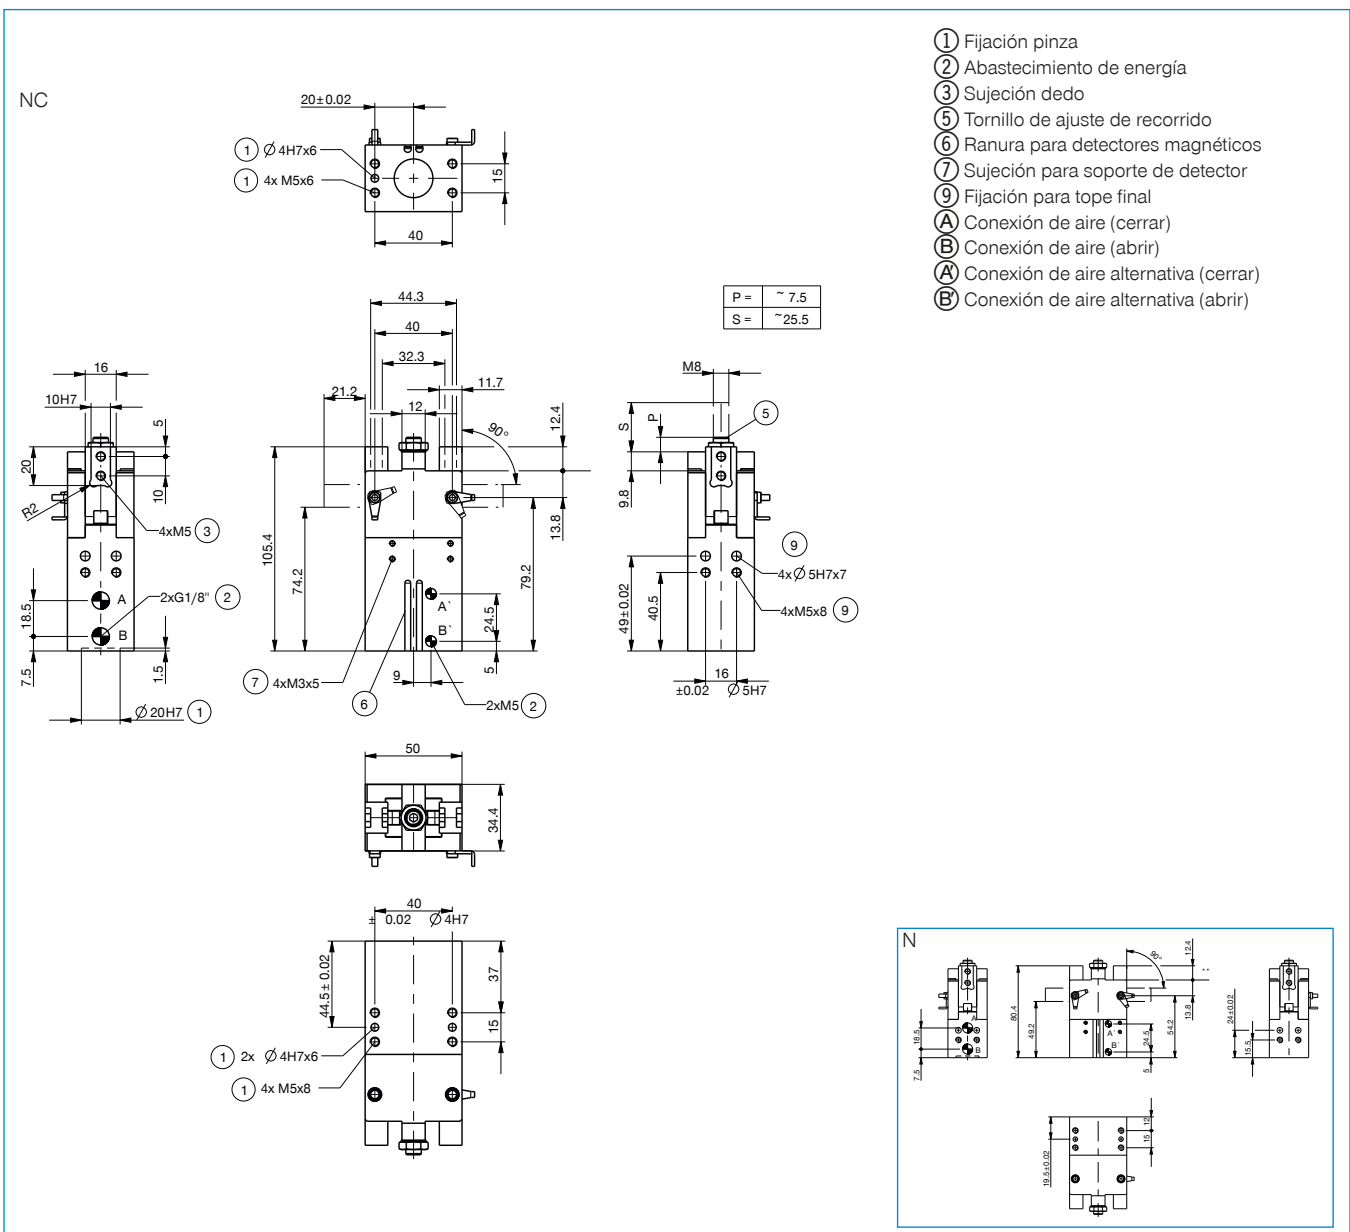 NC
① Fijación pinza
② Abastecimiento de energía
③ Sujeción dedo
⑤ Tornillo de ajuste de recorrido
⑥ Ranura para detectores magnéticos
⑦ Sujeción para soporte de detector
⑨ Fijación para tope final
Ⓐ Conexión de aire (cerrar)
Ⓑ Conexión de aire (abrir)
A' Conexión de aire alternativa (cerrar)
B' Conexión de aire alternativa (abrir)
20±0.02
① Ø 4H7x6
① 4x M5x6
15
40
P = ~ 7.5
S = ~25.5
16
10H7
5
20
10
R2
4xM5 ③
A
2xG1/8" ②
B
18.5
7.5
1.5
Ø 20H7 ①
44.3
40
32.3
11.7
21.2
12
90°
12.4
13.8
105.4
74.2
79.2
A`
B`
24.5
5
9
⑦ 4xM3x5
⑥
2xM5 ②
M8
S
P
⑤
9.8
⑨
4xØ 5H7x7
4xM5x8 ⑨
49±0.02
40.5
16
±0.02 Ø 5H7
50
34.4
40
± 0.02 Ø 4H7
44.5± 0.02
37
15
① 2x Ø 4H7x6
① 4x M5x8
N
18.5
7.5
A
B
80.4
49.2
90°
12.4
13.8
54.2
A`
B`
24.5
5
24±0.02
15.5
19.5±0.02
12
15